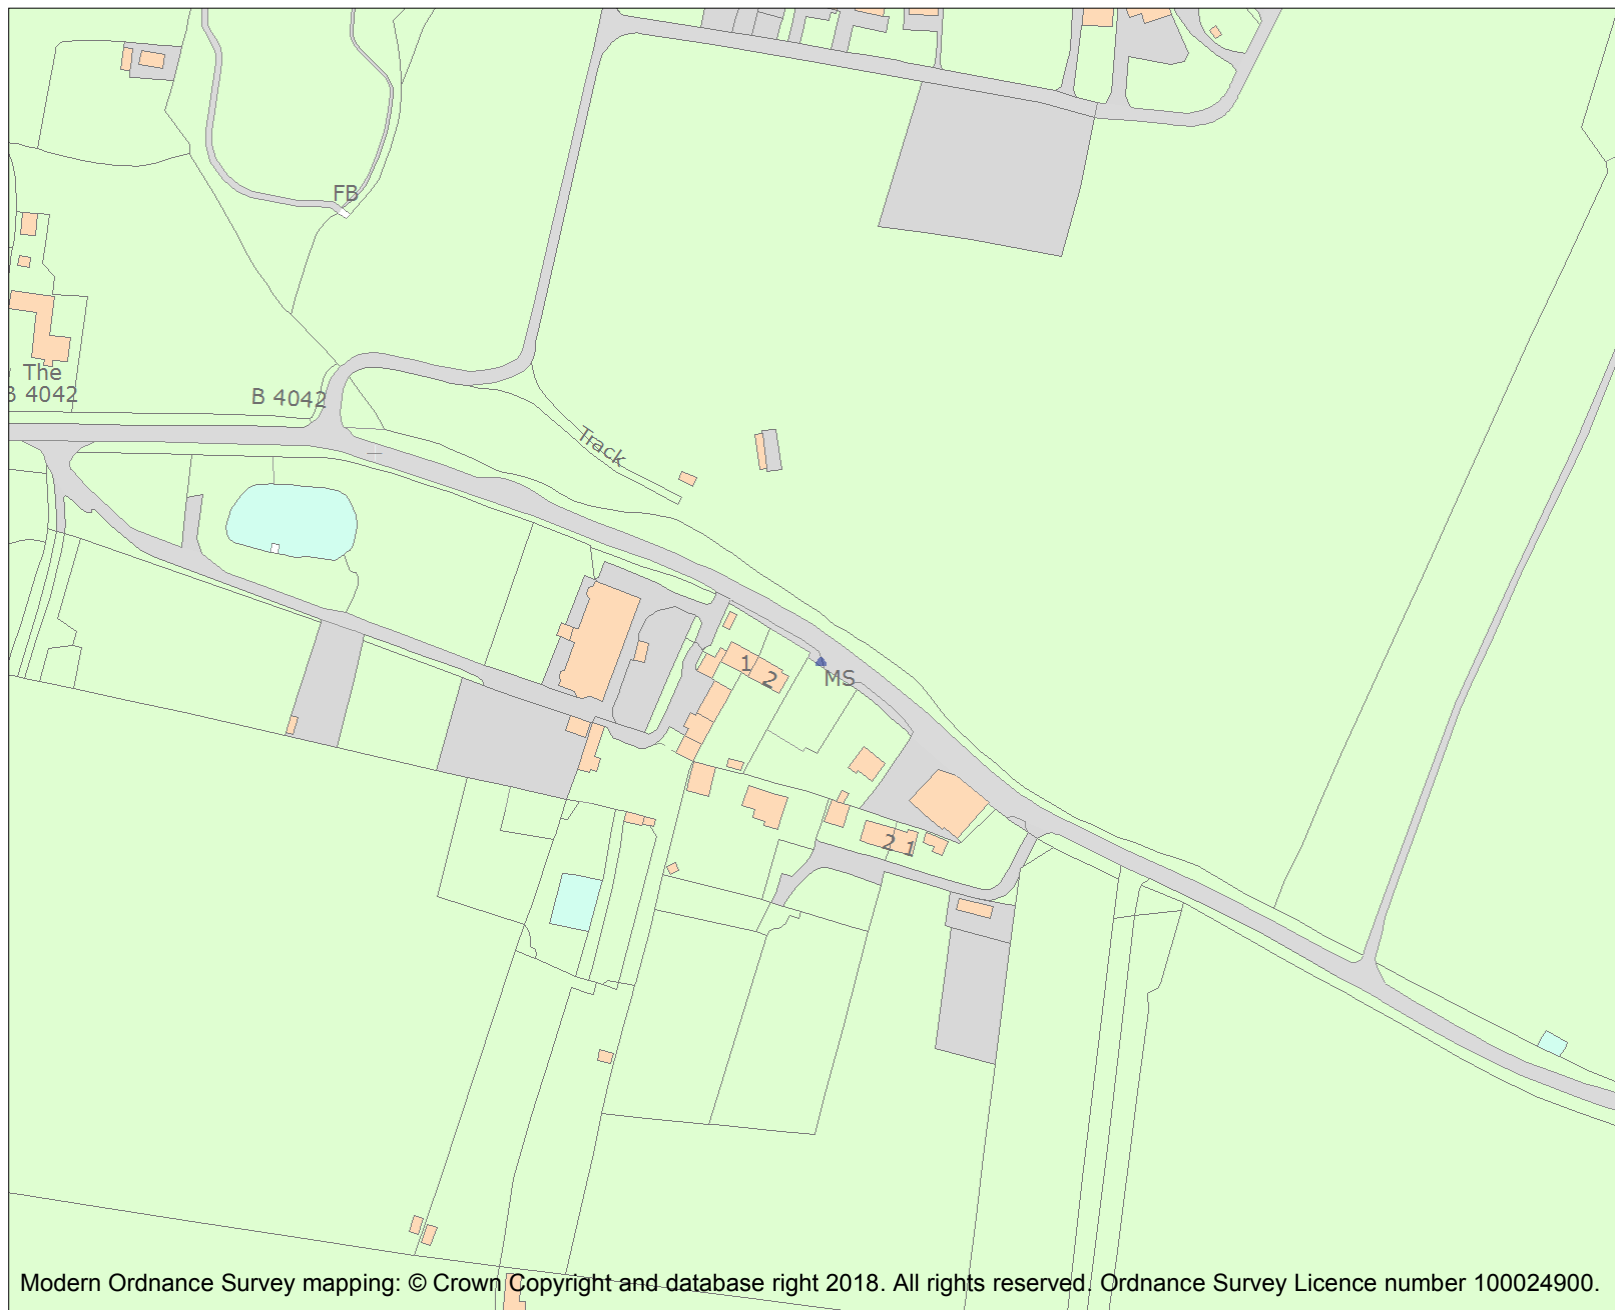 FB
The
B 4042
B 4042
Track
1
2
MS
2 1
Modern Ordnance Survey mapping: © Crown Copyright and database right 2018. All rights reserved. Ordnance Survey Licence number 100024900.